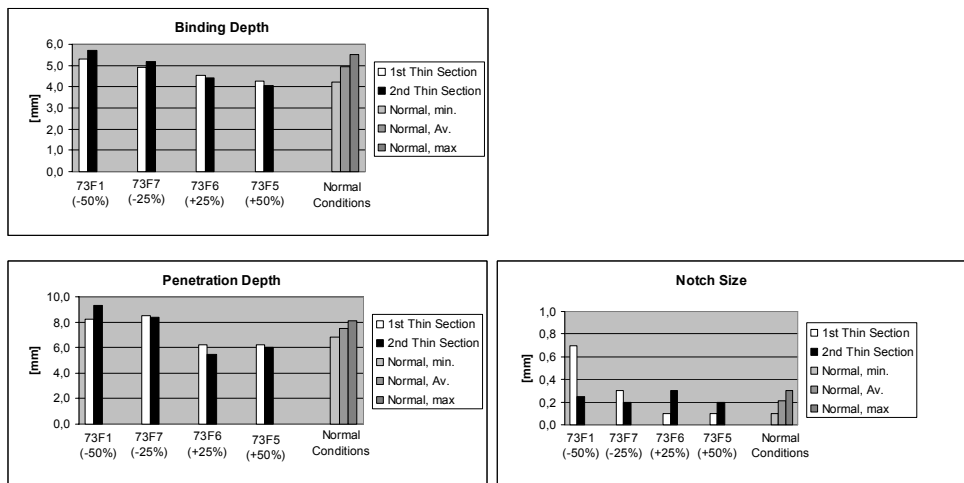 Binding Depth
6,0
5,0
4,0
3,0
2,0
1,0
0,0
[mm]
73F1 (-50%)
73F7 (-25%)
73F6 (+25%)
73F5 (+50%)
Normal Conditions
1st Thin Section
2nd Thin Section
Normal, min.
Normal, Av.
Normal, max
Penetration Depth
10,0
8,0
6,0
4,0
2,0
0,0
[mm]
73F1 (-50%)
73F7 (-25%)
73F6 (+25%)
73F5 (+50%)
Normal Conditions
1st Thin Section
2nd Thin Section
Normal, min.
Normal, Av.
Normal, max
Notch Size
1,0
0,8
0,6
0,4
0,2
0,0
[mm]
73F1 (-50%)
73F7 (-25%)
73F6 (+25%)
73F5 (+50%)
Normal Conditions
1st Thin Section
2nd Thin Section
Normal, min.
Normal, Av.
Normal, max